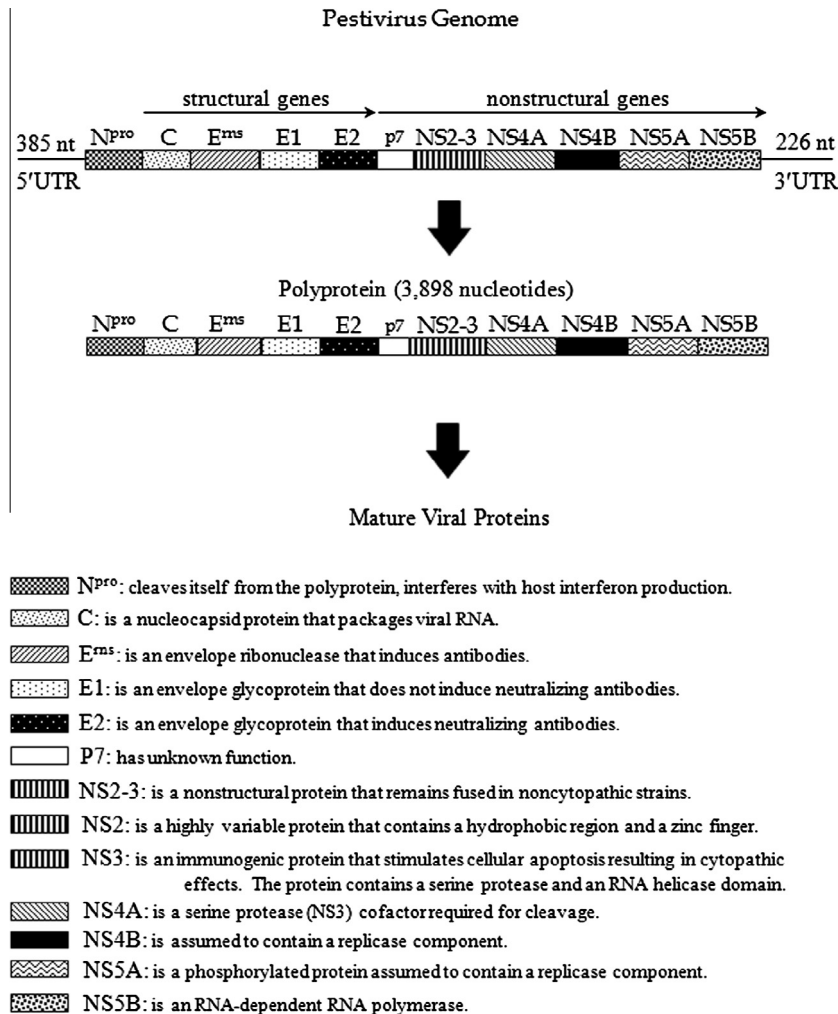 Pestivirus Genome
structural genes nonstructural genes
385 nt Npro C Erns E1 E2 p7 NS2-3 NS4A NS4B NS5A NS5B 226 nt
5'UTR 3'UTR
Polyprotein (3,898 nucleotides)
Npro C Erns E1 E2 p7 NS2-3 NS4A NS4B NS5A NS5B
Mature Viral Proteins
Npro: cleaves itself from the polyprotein, interferes with host interferon production.
C: is a nucleocapsid protein that packages viral RNA.
Erns: is an envelope ribonuclease that induces antibodies.
E1: is an envelope glycoprotein that does not induce neutralizing antibodies.
E2: is an envelope glycoprotein that induces neutralizing antibodies.
P7: has unknown function.
NS2-3: is a nonstructural protein that remains fused in noncytopathic strains.
NS2: is a highly variable protein that contains a hydrophobic region and a zinc finger.
NS3: is an immunogenic protein that stimulates cellular apoptosis resulting in cytopathic
effects. The protein contains a serine protease and an RNA helicase domain.
NS4A: is a serine protease (NS3) cofactor required for cleavage.
NS4B: is assumed to contain a replicase component.
NS5A: is a phosphorylated protein assumed to contain a replicase component.
NS5B: is an RNA-dependent RNA polymerase.